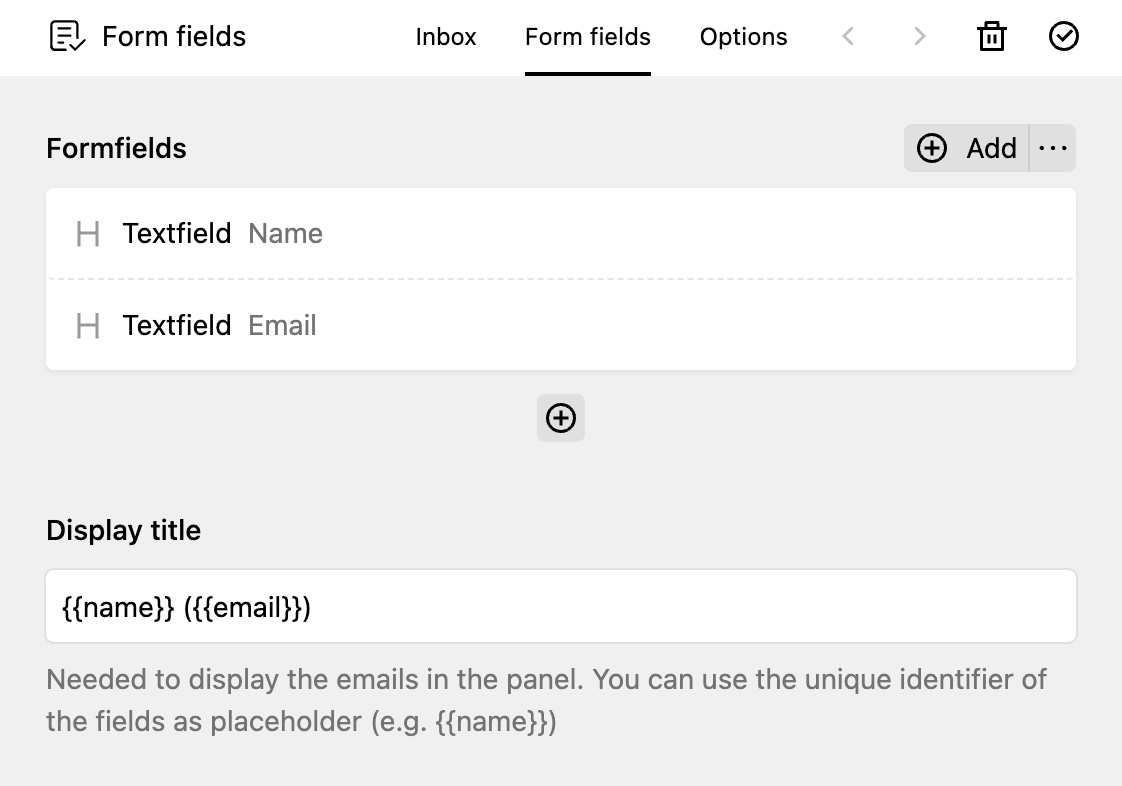 Form fields
Inbox
Form fields
Options
Formfields
Add
Textfield Name
Textfield Email
Display title
{{name}} ({{email}})
Needed to display the emails in the panel. You can use the unique identifier of
the fields as placeholder (e.g. {{name}})